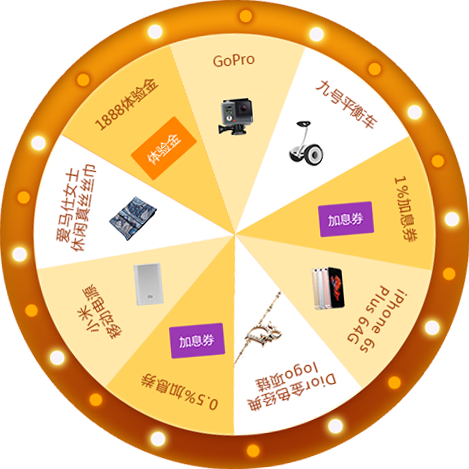 GoPro
九号平衡车
1%加息券
加息券
iPhone 6s
Plus 64G
Dior金色经典
logo项链
0.5%加息券
加息券
小米
移动电源
爱马仕女士
休闲真丝丝巾
1888体验金
体验金